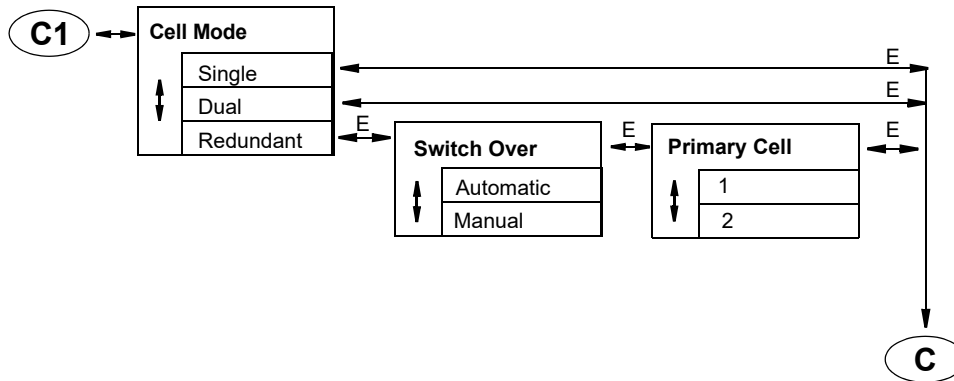 C1
Cell Mode
Single
Dual
Redundant
E
E
E
Switch Over
Automatic
Manual
E
Primary Cell
1
2
E
C